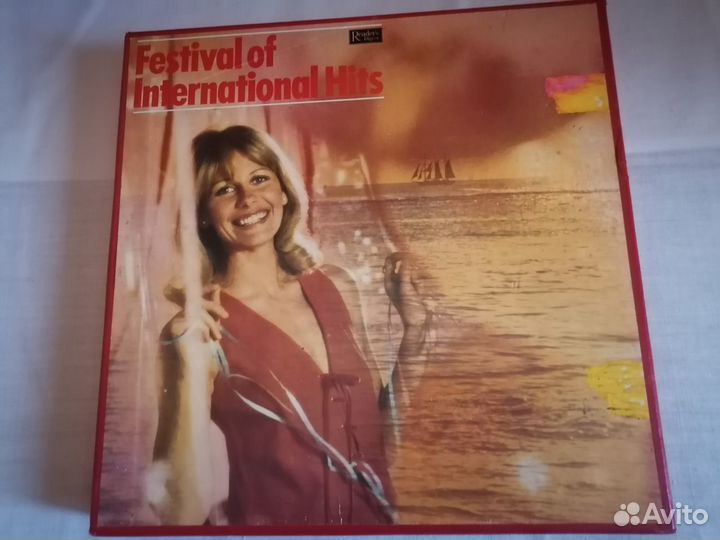 Festival of
International Hits
Reader's
Digest
Avito